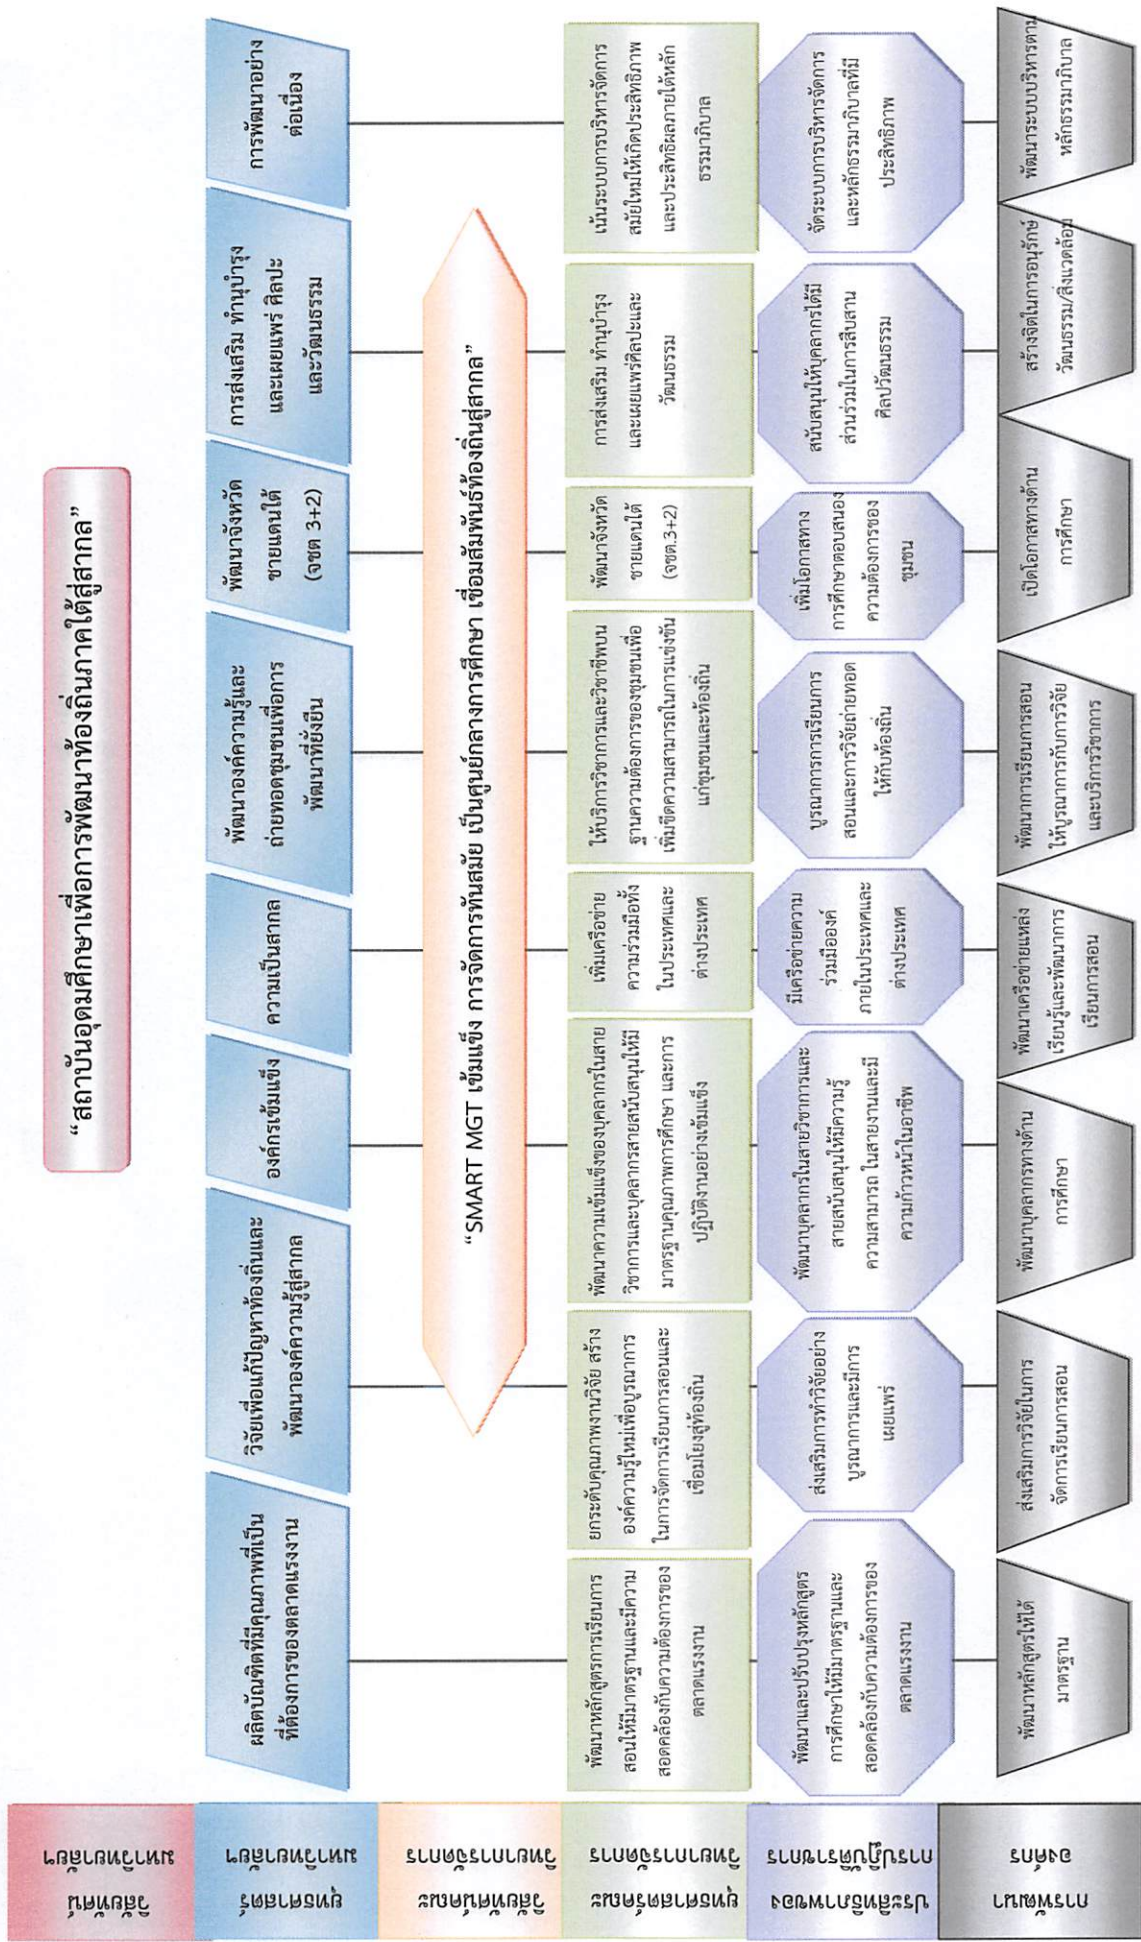 วิสัยทัศน์
มหาวิทยาลัยฯ
“สถาบันอุดมศึกษาเพื่อการพัฒนาท้องถิ่นภาคใต้สู่สากล”
ยุทธศาสตร์
มหาวิทยาลัยฯ
ผลิตบัณฑิตที่มีคุณภาพที่เป็น
ที่ต้องการของตลาดแรงงาน
วิจัยเพื่อแก้ปัญหาท้องถิ่นและ
พัฒนาองค์ความรู้สู่สากล
องค์กรเข้มแข็ง
ความเป็นสากล
พัฒนาองค์ความรู้และ
ถ่ายทอดชุมชนเพื่อการ
พัฒนาที่ยั่งยืน
พัฒนาจังหวัด
ชายแดนใต้
(จชต 3+2)
การส่งเสริม ทำนุบำรุง
และเผยแพร่ ศิลปะ
และวัฒนธรรม
การพัฒนาอย่าง
ต่อเนื่อง
วิสัยทัศน์คณะ
วิทยาการจัดการ
“SMART MGT เข้มแข็ง การจัดการทันสมัย เป็นศูนย์กลางการศึกษา เชื่อมสัมพันธ์ท้องถิ่นสู่สากล”
ยุทธศาสตร์คณะ
วิทยาการจัดการ
พัฒนาหลักสูตรการเรียนการ
สอนให้มีมาตรฐานและมีความ
สอดคล้องกับความต้องการของ
ตลาดแรงงาน
ยกระดับคุณภาพงานวิจัย สร้าง
องค์ความรู้ใหม่เพื่อบูรณาการ
ในการจัดการเรียนการสอนและ
เชื่อมโยงสู่ท้องถิ่น
พัฒนาความเข้มแข็งของบุคลากรในสาย
วิชาการและบุคลากรสายสนับสนุนให้มี
มาตรฐานคุณภาพการศึกษา และการ
ปฏิบัติงานอย่างเข้มแข็ง
เพิ่มเครือข่าย
ความร่วมมือทั้ง
ในประเทศและ
ต่างประเทศ
ให้บริการวิชาการและวิชาชีพบน
ฐานความต้องการของชุมชนเพื่อ
เพิ่มขีดความสามารถในการแข่งขัน
แก่ชุมชนและท้องถิ่น
พัฒนาจังหวัด
ชายแดนใต้
(จชต.3+2)
การส่งเสริม ทำนุบำรุง
และเผยแพร่ศิลปะและ
วัฒนธรรม
เน้นระบบการบริหารจัดการ
สมัยใหม่ให้เกิดประสิทธิภาพ
และประสิทธิผลภายใต้หลัก
ธรรมาภิบาล
ประสิทธิภาพของ
การปฏิบัติราชการ
พัฒนาและปรับปรุงหลักสูตร
การศึกษาให้มีมาตรฐานและ
สอดคล้องกับความต้องการของ
ตลาดแรงงาน
ส่งเสริมการทำวิจัยอย่าง
บูรณาการและมีการ
เผยแพร่
พัฒนาบุคลากรในสายวิชาการและ
สายสนับสนุนให้มีความรู้
ความสามารถ ในสายงานและมี
ความก้าวหน้าในอาชีพ
มีเครือข่ายความ
ร่วมมือองค์
ภายในประเทศและ
ต่างประเทศ
บูรณาการการเรียนการ
สอนและการวิจัยถ่ายทอด
ให้กับท้องถิ่น
เพิ่มโอกาสทาง
การศึกษาตอบสนอง
ความต้องการของ
ชุมชน
สนับสนุนให้บุคลากรได้มี
ส่วนร่วมในการสืบสาน
ศิลปวัฒนธรรม
จัดระบบการบริหารจัดการ
และหลักธรรมาภิบาลที่มี
ประสิทธิภาพ
การพัฒนา
องค์กร
พัฒนาหลักสูตรให้ได้
มาตรฐาน
ส่งเสริมการวิจัยในการ
จัดการเรียนการสอน
พัฒนาบุคลากรทางด้าน
การศึกษา
พัฒนาเครือข่ายแหล่ง
เรียนรู้และพัฒนาการ
เรียนการสอน
พัฒนาการเรียนการสอน
ให้บูรณาการกับการวิจัย
และบริการวิชาการ
เปิดโอกาสทางด้าน
การศึกษา
สร้างจิตในการอนุรักษ์
วัฒนธรรม/สิ่งแวดล้อม
พัฒนาระบบบริหารตาม
หลักธรรมาภิบาล